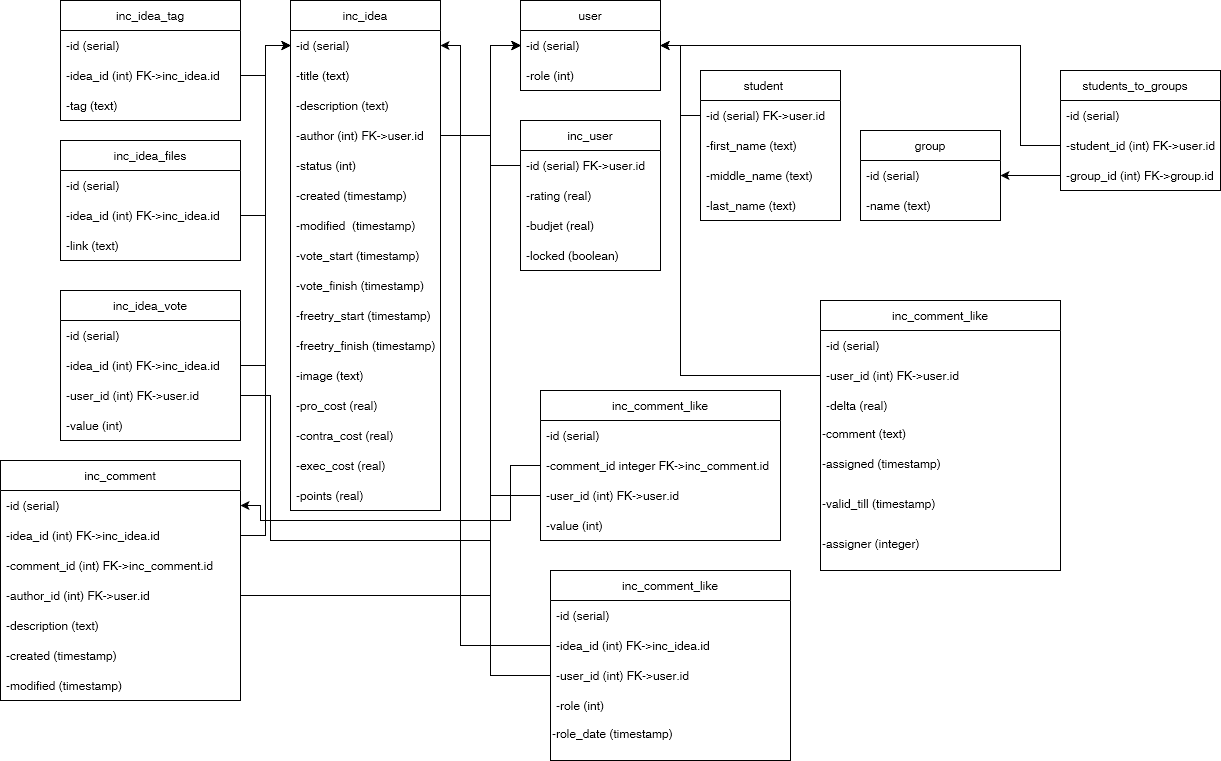 inc_idea_tag
-id (serial)
-idea_id (int) FK->inc_idea.id
-tag (text)
inc_idea_files
-id (serial)
-idea_id (int) FK->inc_idea.id
-link (text)
inc_idea_vote
-id (serial)
-idea_id (int) FK->inc_idea.id
-user_id (int) FK->user.id
-value (int)
inc_comment
-id (serial)
-idea_id (int) FK->inc_idea.id
-comment_id (int) FK->inc_comment.id
-author_id (int) FK->user.id
-description (text)
-created (timestamp)
-modified (timestamp)
inc_idea
-id (serial)
-title (text)
-description (text)
-author (int) FK->user.id
-status (int)
-created (timestamp)
-modified  (timestamp)
-vote_start (timestamp)
-vote_finish (timestamp)
-freetry_start (timestamp)
-freetry_finish (timestamp)
-image (text)
-pro_cost (real)
-contra_cost (real)
-exec_cost (real)
-points (real)
user
-id (serial)
-role (int)
inc_user
-id (serial) FK->user.id
-rating (real)
-budjet (real)
-locked (boolean)
student
-id (serial) FK->user.id
-first_name (text)
-middle_name (text)
-last_name (text)
group
-id (serial)
-name (text)
students_to_groups
-id (serial)
-student_id (int) FK->user.id
-group_id (int) FK->group.id
inc_comment_like
-id (serial)
-user_id (int) FK->user.id
-delta (real)
-comment (text)
-assigned (timestamp)
-valid_till (timestamp)
-assigner (integer)
inc_comment_like
-id (serial)
-comment_id integer FK->inc_comment.id
-user_id (int) FK->user.id
-value (int)
inc_comment_like
-id (serial)
-idea_id (int) FK->inc_idea.id
-user_id (int) FK->user.id
-role (int)
-role_date (timestamp)